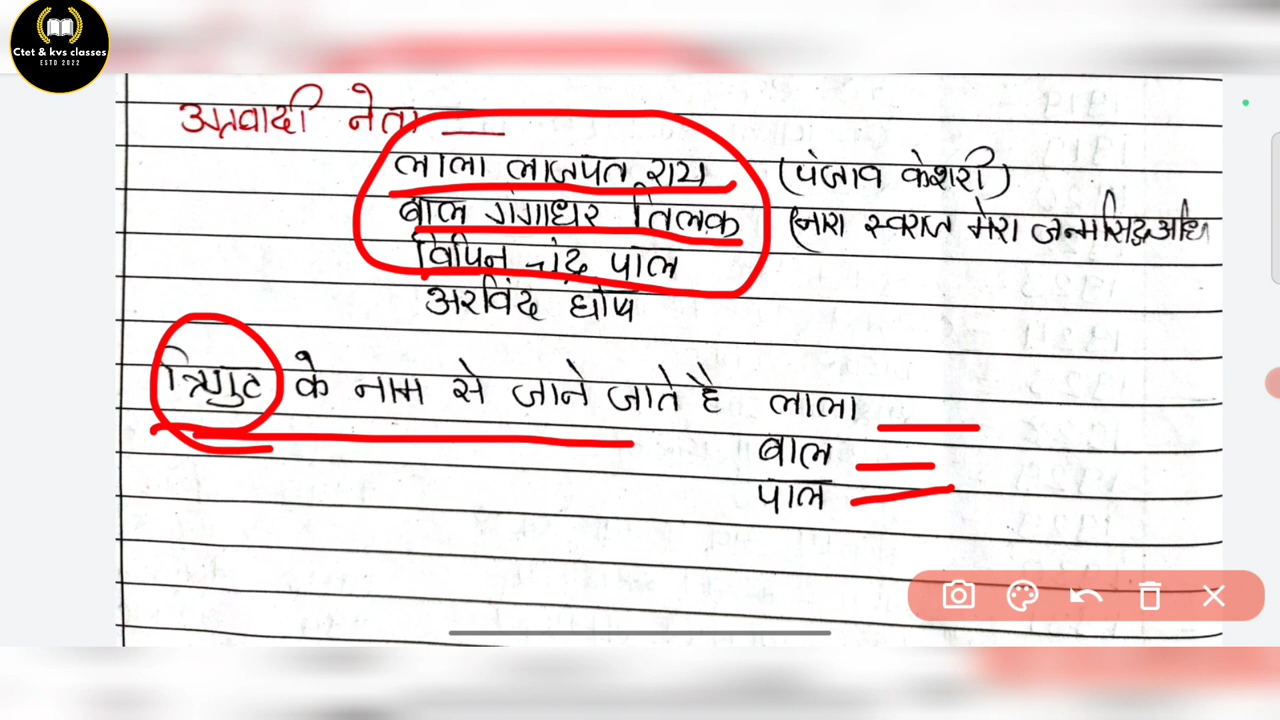 Ctet & kvs classes
ESTD 2022
उग्रवादी नेता —
लाला लाजपत राय (पंजाव केशरी)
बाल गंगाधर तिलक (नारा स्वराज मेरा जन्मसिद्ध अधि
विपिन चंद्र पाल
अरविंद घोष
त्रिगुट के नाम से जाने जाते है लाला
बाल
पाल